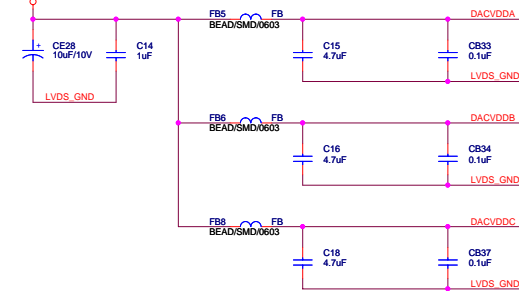 FB5 FB DACVDDA
BEAD/SMD/0603
+ CE28 C14 C15 CB33
10uF/10V 1uF 4.7uF 0.1uF
LVDS_GND
LVDS_GND
FB6 FB DACVDDB
BEAD/SMD/0603
C16 CB34
4.7uF 0.1uF
LVDS_GND
FB8 FB DACVDDC
BEAD/SMD/0603
C18 CB37
4.7uF 0.1uF
LVDS_GND